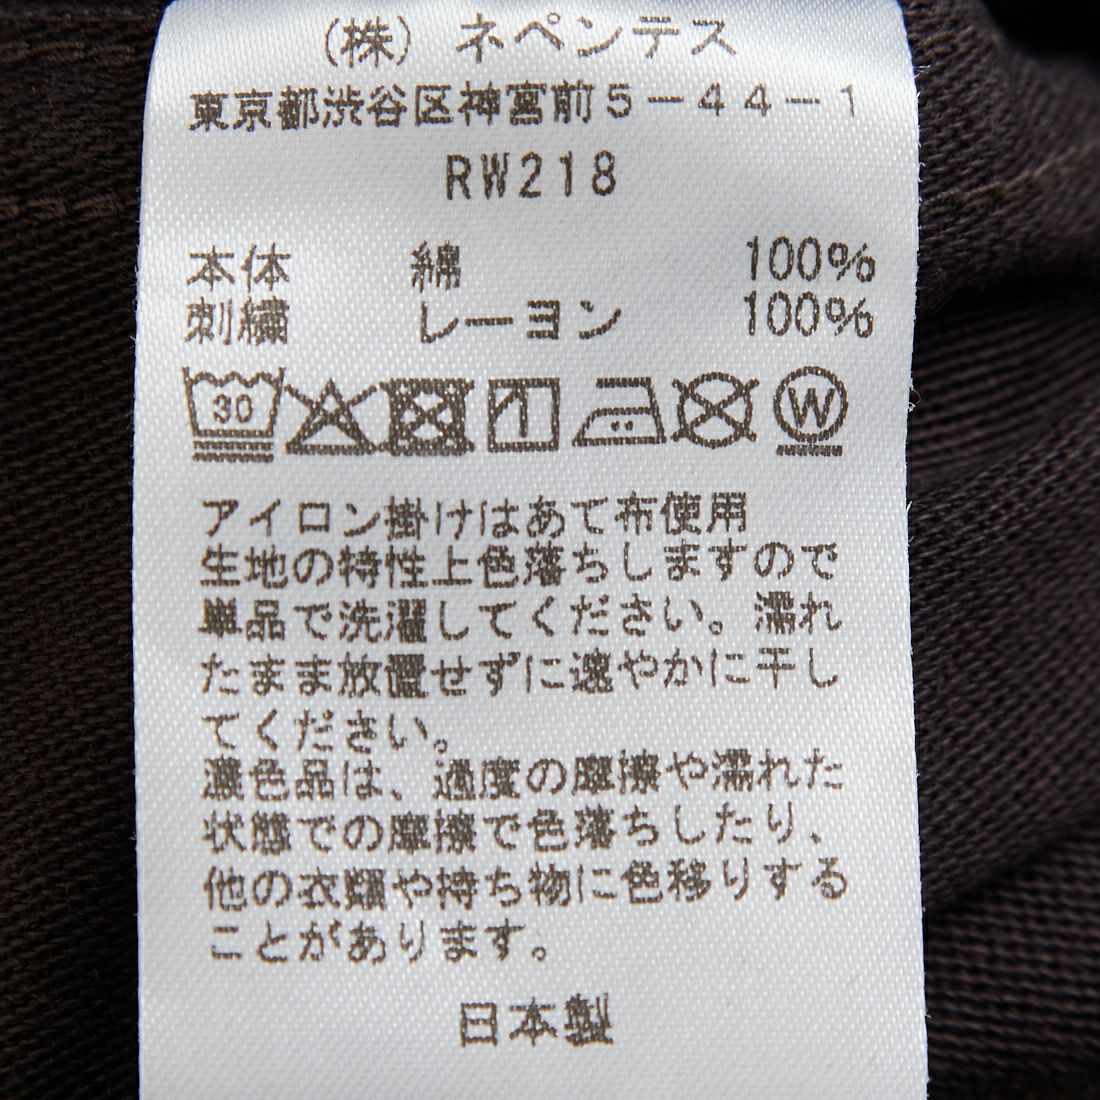 (株)ネペンテス
東京都渋谷区神宮前5-44-1
RW218
本体 綿 100%
刺繍 レーヨン 100%
30 W
アイロン掛けはあて布使用
生地の特性上色落ちしますので
単品で洗濯してください。濡れ
たまま放置せずに速やかに干し
てください。
濃色品は、過度の摩擦や濡れた
状態での摩擦で色落ちしたり、
他の衣類や持ち物に色移りする
ことがあります。
日本製